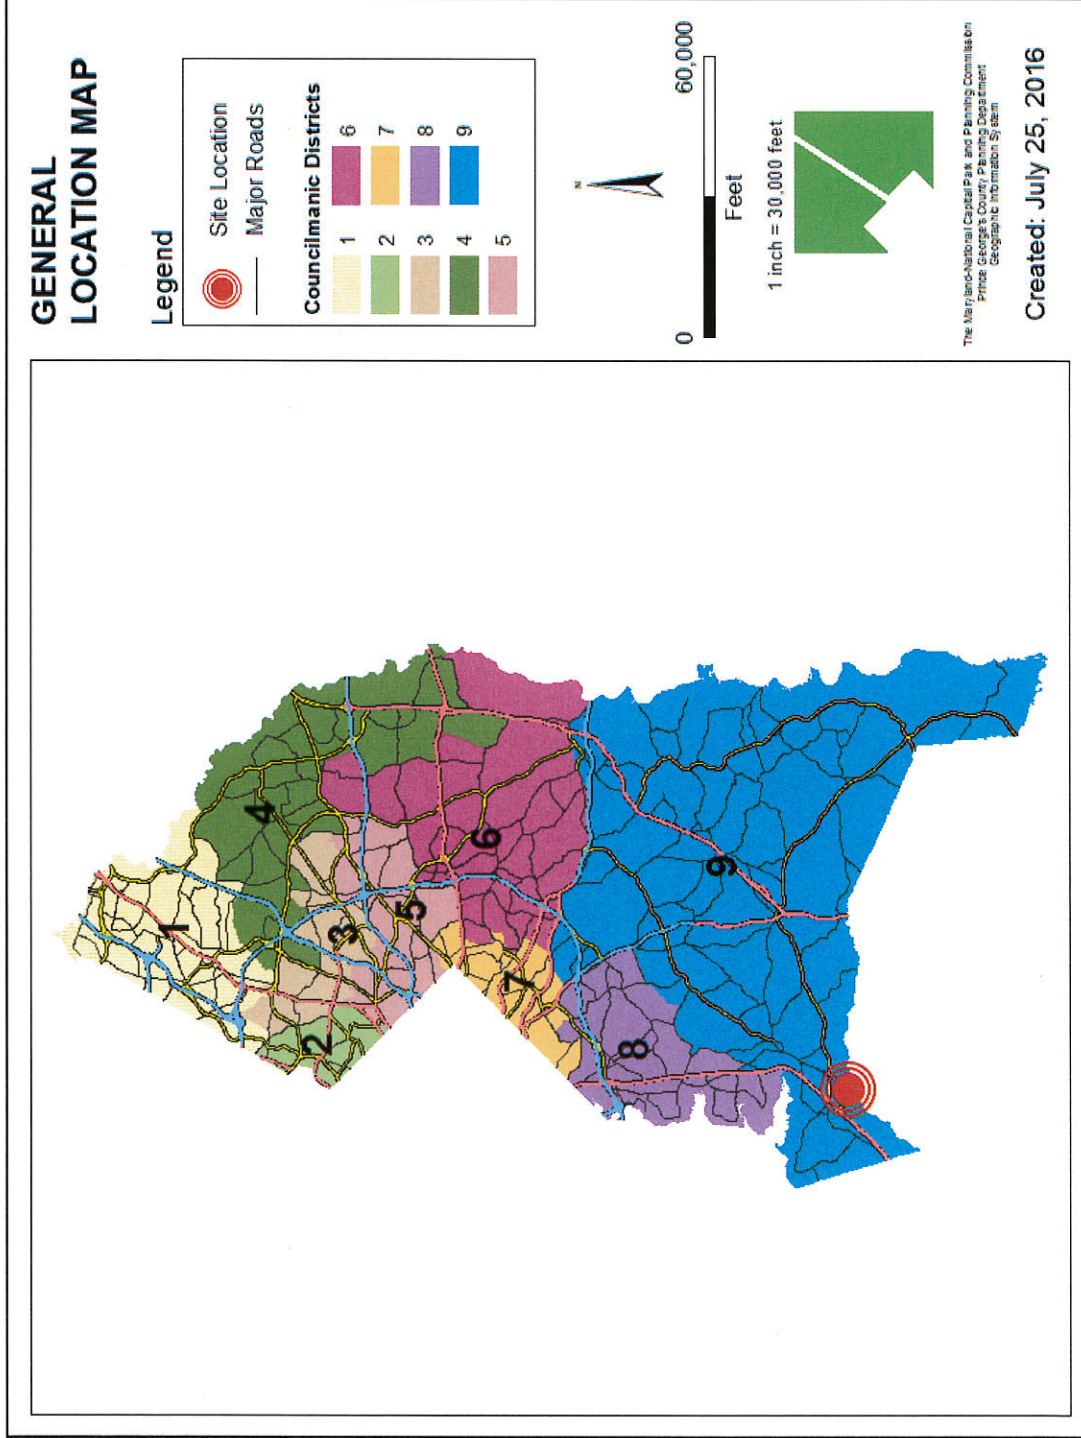 GENERAL
LOCATION MAP
Legend
Site Location
Major Roads
Councilmanic Districts
1 6
2 7
3 8
4 9
5
N
0 60,000
Feet
1 inch = 30,000 feet
The Maryland-National Capital Park and Planning Commission
Prince George's County Planning Department
Geographic Information System
Created: July 25, 2016
1
2
3
4
5
6
7
8
9